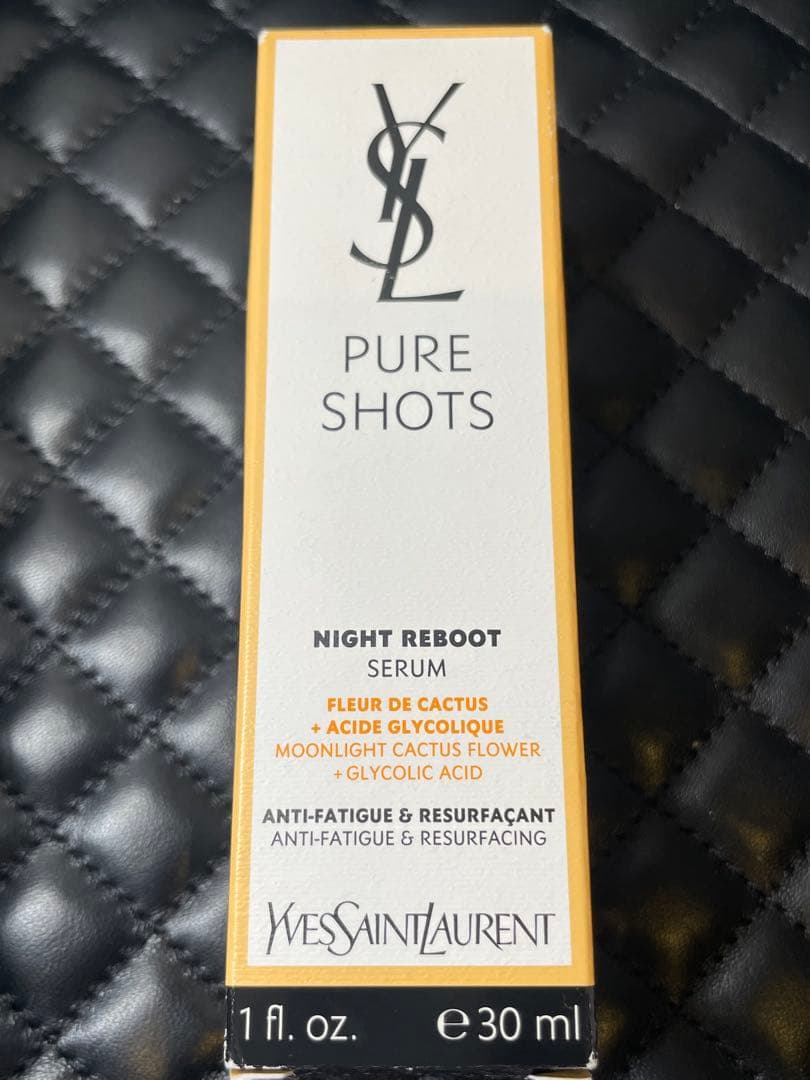 YSL
PURE
SHOTS
NIGHT REBOOT
SERUM
FLEUR DE CACTUS
+ ACIDE GLYCOLIQUE
MOONLIGHT CACTUS FLOWER
+ GLYCOLIC ACID
ANTI-FATIGUE & RESURFAÇANT
ANTI-FATIGUE & RESURFACING
YVESSAINTLAURENT
1 fl. oz. e 30 ml